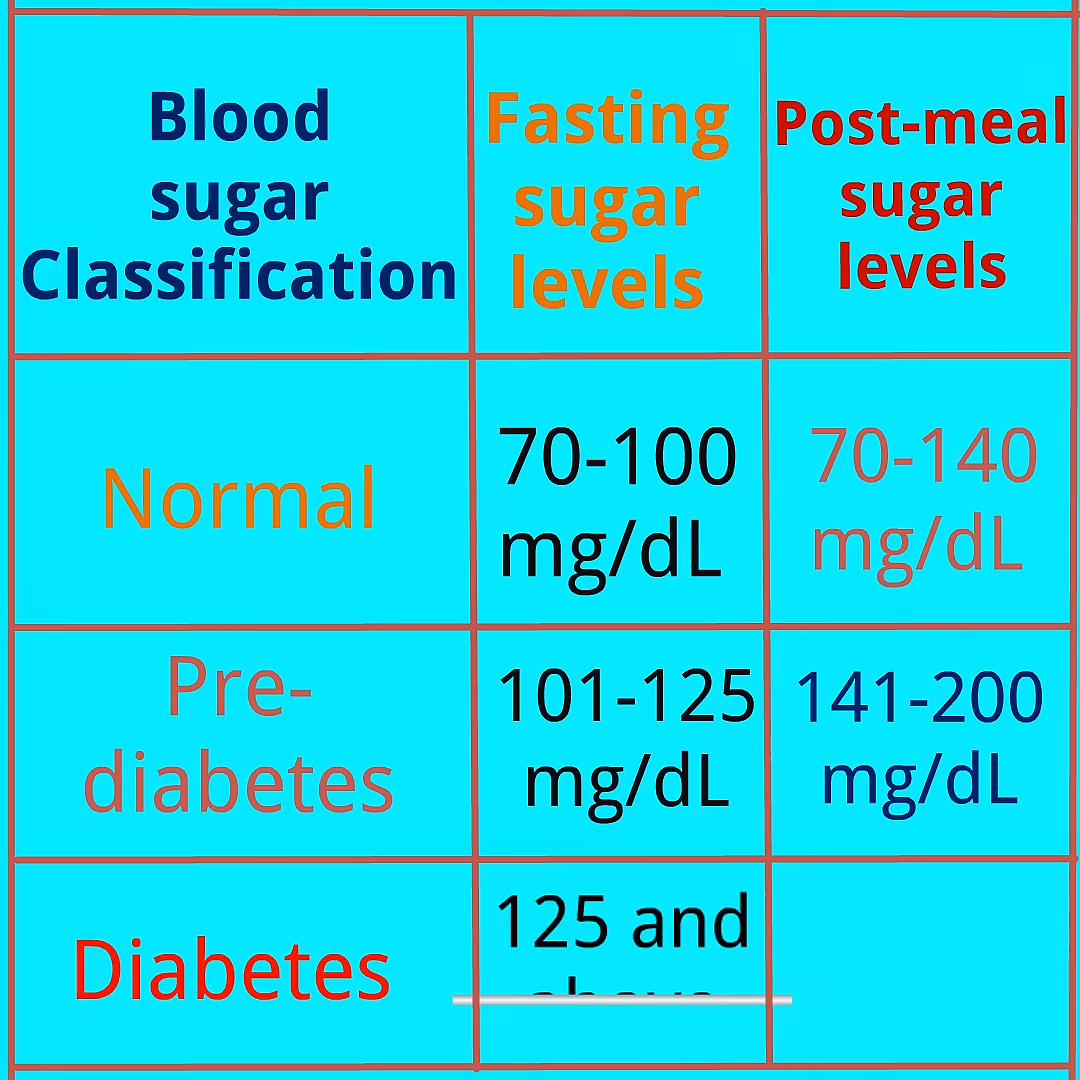 Blood
sugar
Classification
Fasting
sugar
levels
Post-meal
sugar
levels
Normal
70-100
mg/dL
70-140
mg/dL
Pre-
diabetes
101-125
mg/dL
141-200
mg/dL
Diabetes
125 and